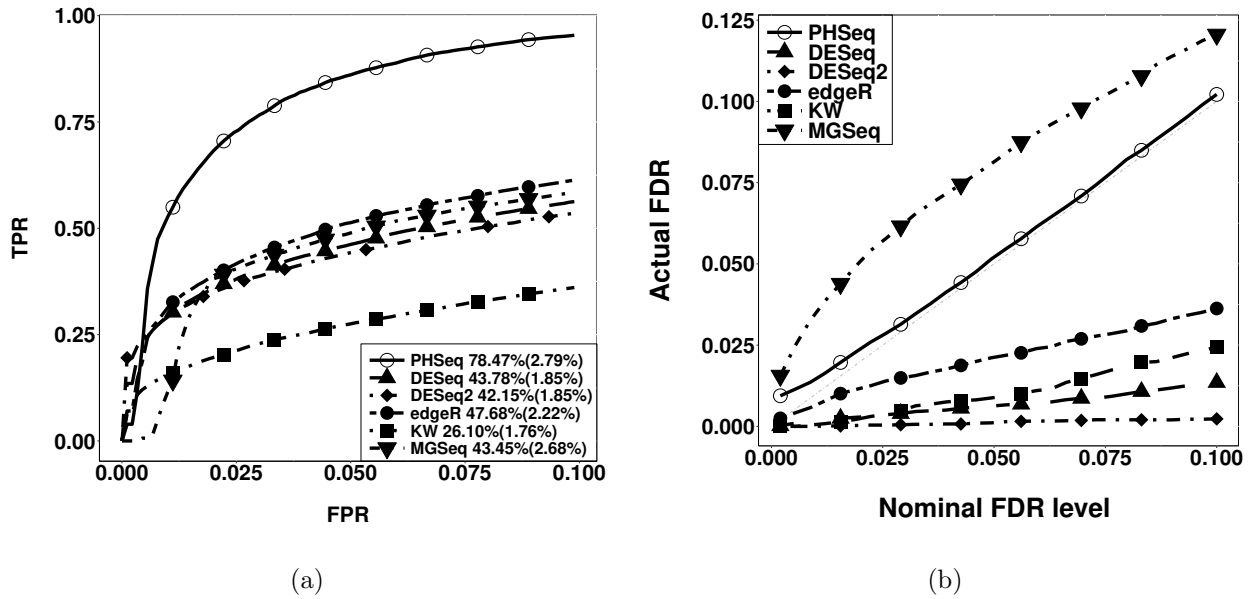 1.00
0.75
0.50
0.25
0.00
TPR
0.000 0.025 0.050 0.075 0.100
FPR
PHSeq 78.47%(2.79%)
DESeq 43.78%(1.85%)
DESeq2 42.15%(1.85%)
edgeR 47.68%(2.22%)
KW 26.10%(1.76%)
MGSeq 43.45%(2.68%)
(a)
0.125
0.100
0.075
0.050
0.025
0.000
Actual FDR
PHSeq
DESeq
DESeq2
edgeR
KW
MGSeq
0.000 0.025 0.050 0.075 0.100
Nominal FDR level
(b)